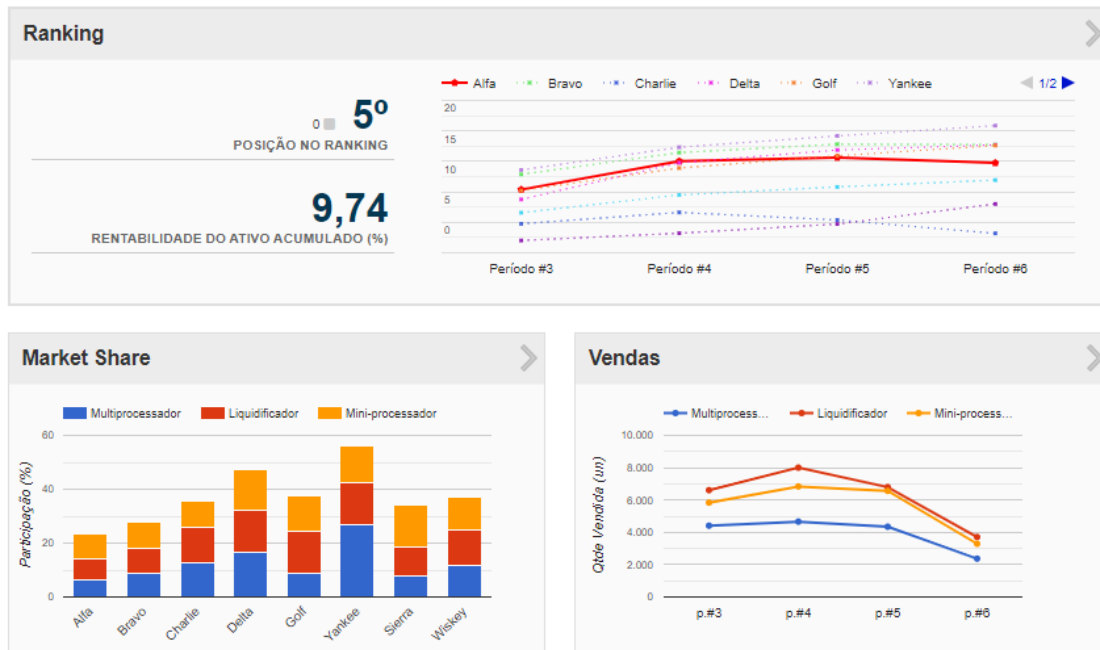 Ranking
0 5º
POSIÇÃO NO RANKING
9,74
RENTABILIDADE DO ATIVO ACUMULADO (%)
Alfa Bravo Charlie Delta Golf Yankee 1/2
20
15
10
5
0
Período #3 Período #4 Período #5 Período #6
Market Share
Multiprocessador Liquidificador Mini-processador
Participação (%)
60
40
20
0
Alfa Bravo Charlie Delta Golf Yankee Sierra Wiskey
Vendas
Multiprocess... Liquidificador Mini-process...
Qtde Vendida (un)
10.000
8.000
6.000
4.000
2.000
0
p.#3 p.#4 p.#5 p.#6